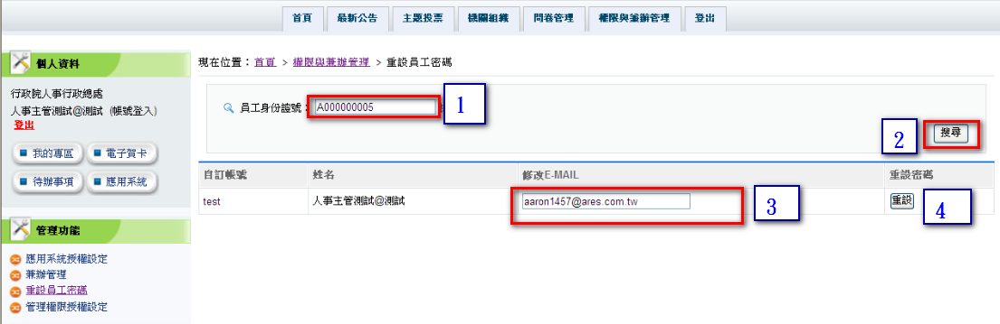 首頁 最新公告 主題投票 機關組織 問卷管理 權限與兼辦管理 登出
個人資料
行政院人事行政總處
人事主管測試@測試 (帳號登入)
登出
我的專區 電子賀卡
待辦事項 應用系統
管理功能
應用系統授權設定
兼辦管理
重設員工密碼
管理權限授權設定
現在位置：首頁 > 權限與兼辦管理 > 重設員工密碼
員工身份證號： A000000005 1
2 搜尋
自訂帳號 姓名 修改E-MAIL 重設密碼
test 人事主管測試@測試 aaron1457@ares.com.tw 3 重設 4